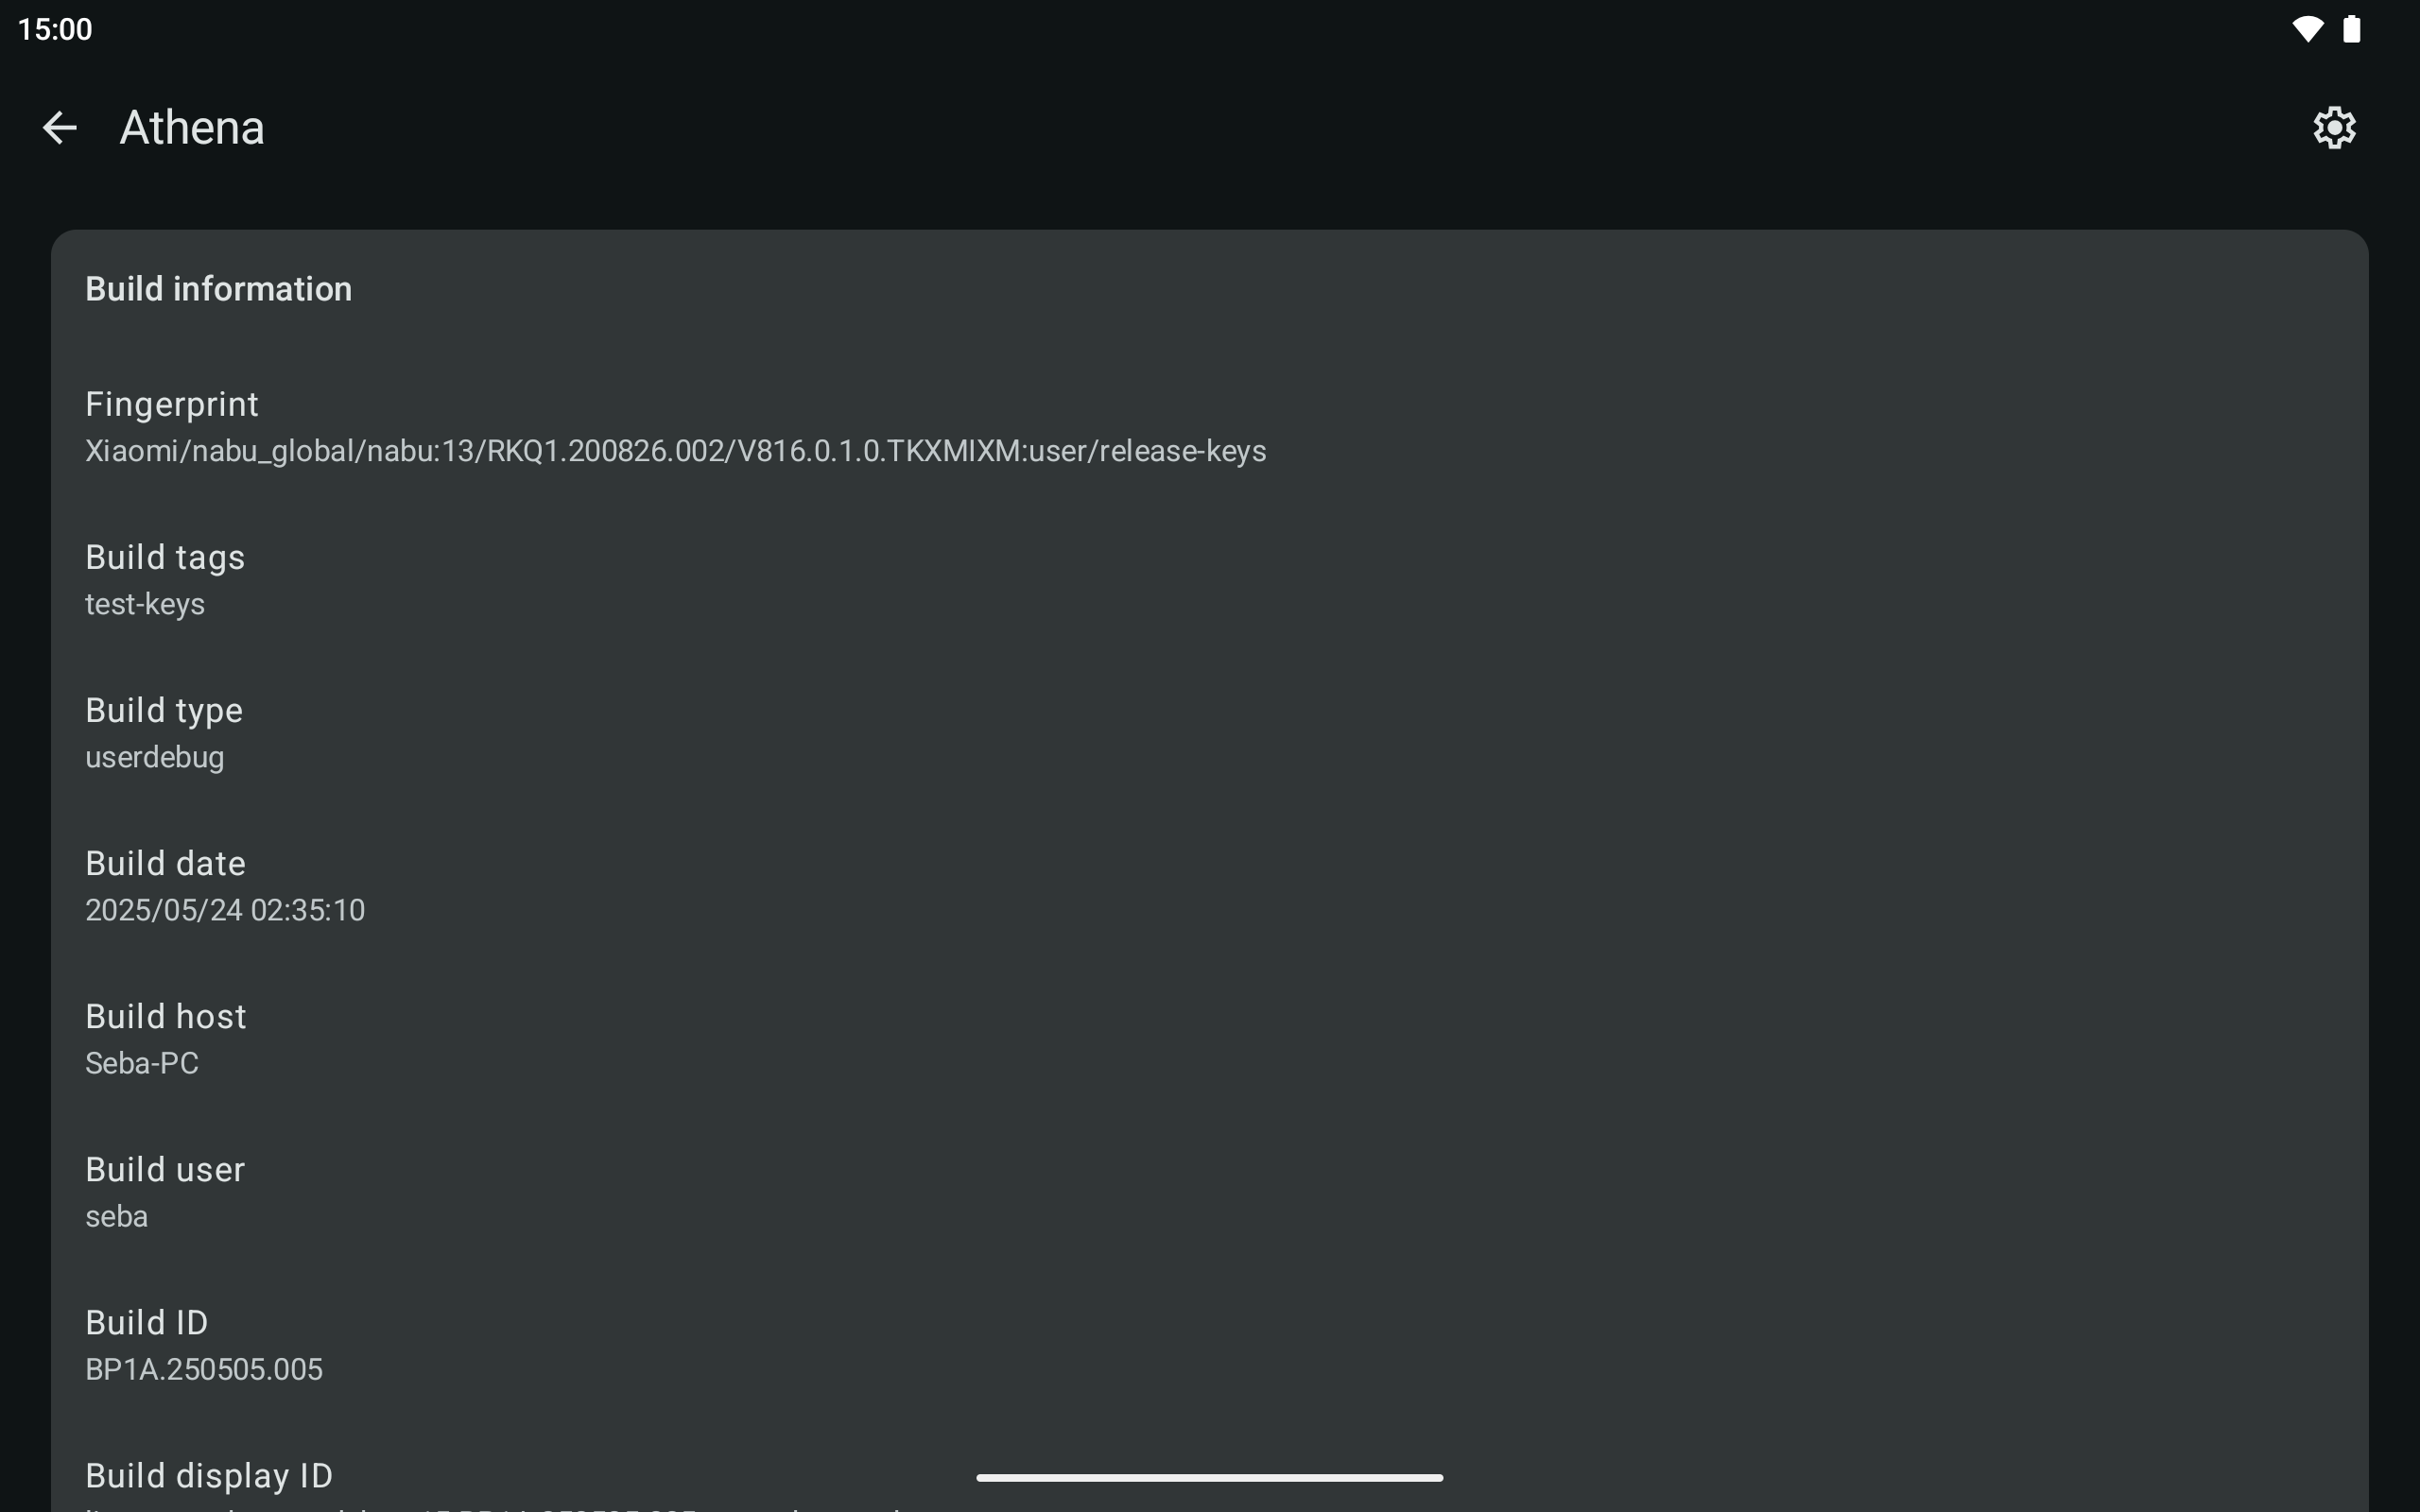 15:00
Athena
Build information
Fingerprint
Xiaomi/nabu_global/nabu:13/RKQ1.200826.002/V816.0.1.0.TKXMIXM:user/release-keys
Build tags
test-keys
Build type
userdebug
Build date
2025/05/24 02:35:10
Build host
Seba-PC
Build user
seba
Build ID
BP1A.250505.005
Build display ID